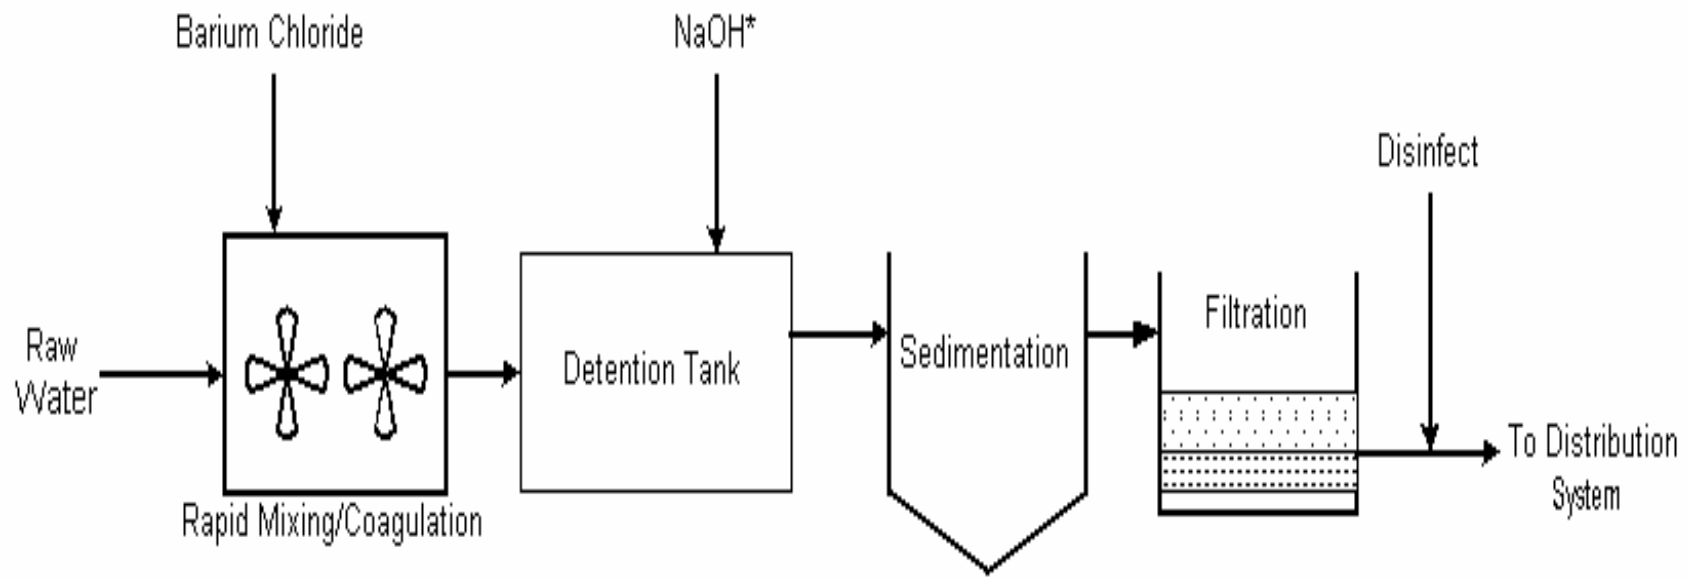 Barium Chloride
NaOH*
Disinfect
Raw
Water
Rapid Mixing/Coagulation
Detention Tank
Sedimentation
Filtration
To Distribution
System